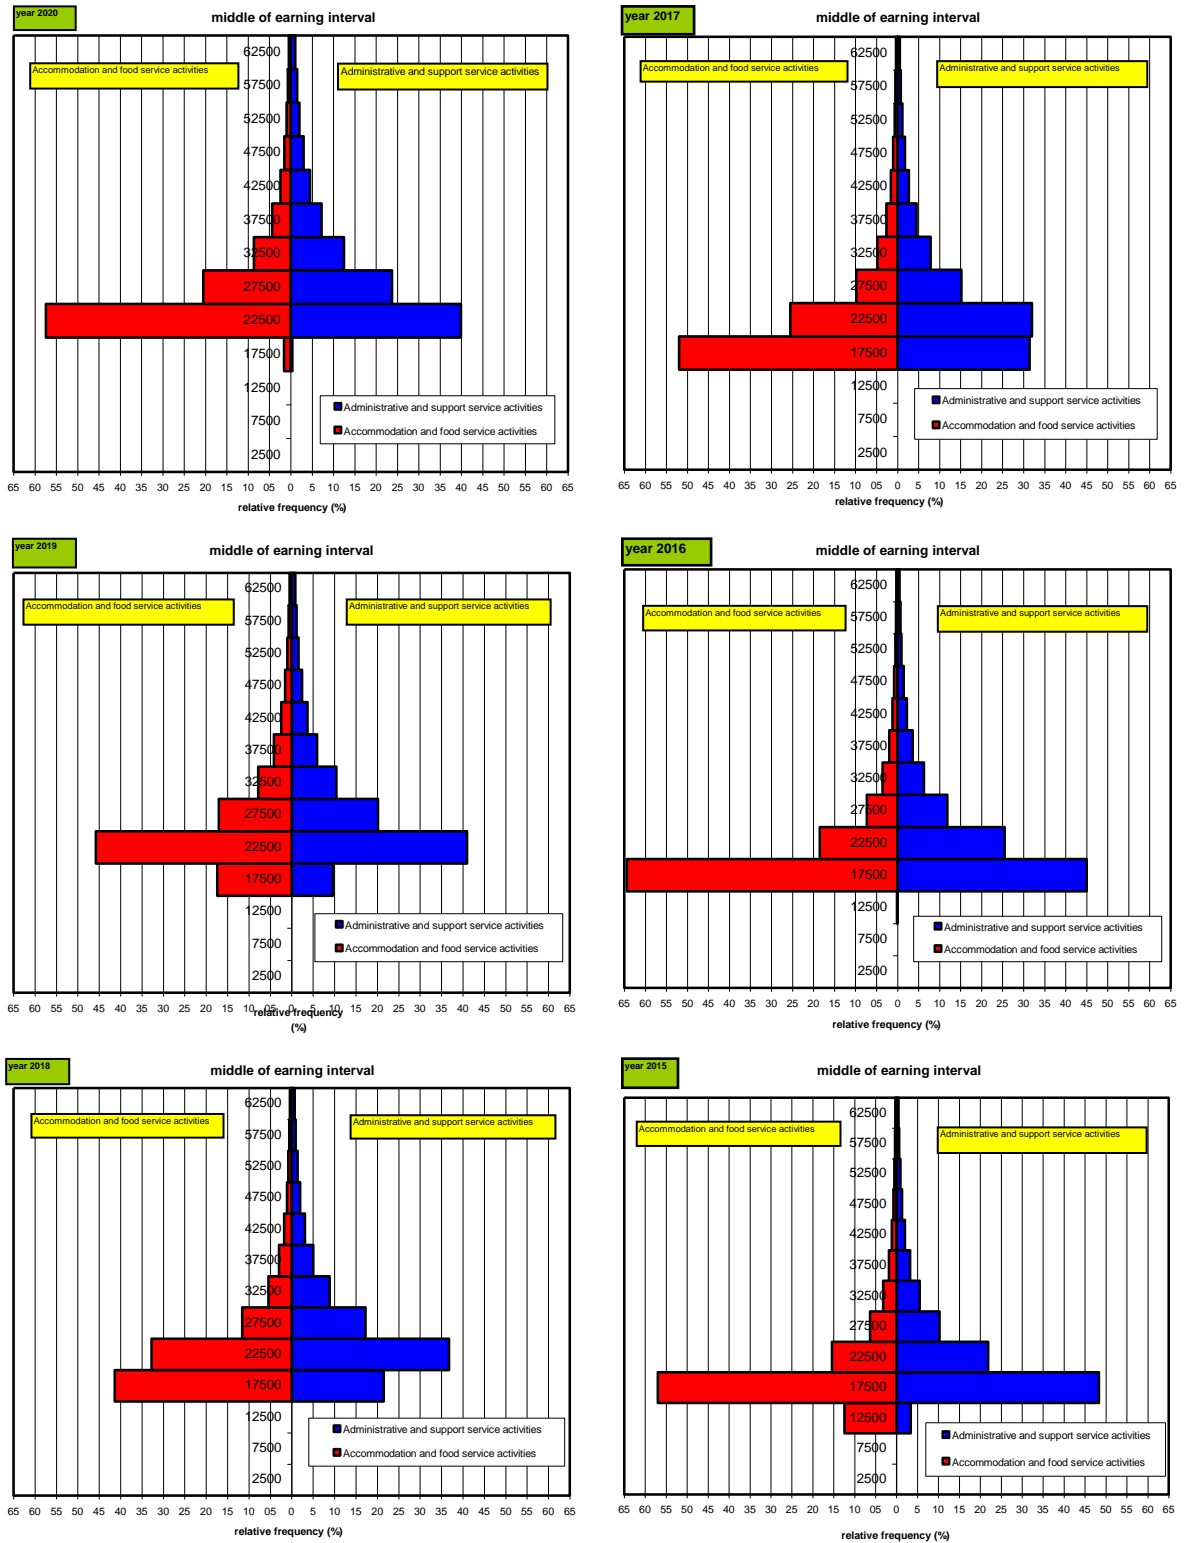 year 2020
middle of earning interval
Accommodation and food service activities
Administrative and support service activities
62500
57500
52500
47500
42500
37500
32500
27500
22500
17500
12500
7500
2500
Administrative and support service activities
Accommodation and food service activities
65 60 55 50 45 40 35 30 25 20 15 10 05 0 5 10 15 20 25 30 35 40 45 50 55 60 65
relative frequency (%)
year 2017
middle of earning interval
Accommodation and food service activities
Administrative and support service activities
62500
57500
52500
47500
42500
37500
32500
27500
22500
17500
12500
7500
2500
Administrative and support service activities
Accommodation and food service activities
65 60 55 50 45 40 35 30 25 20 15 10 05 0 5 10 15 20 25 30 35 40 45 50 55 60 65
relative frequency (%)
year 2019
middle of earning interval
Accommodation and food service activities
Administrative and support service activities
62500
57500
52500
47500
42500
37500
32500
27500
22500
17500
12500
7500
2500
Administrative and support service activities
Accommodation and food service activities
65 60 55 50 45 40 35 30 25 20 15 10 05 0 5 10 15 20 25 30 35 40 45 50 55 60 65
relative frequency
(%)
year 2016
middle of earning interval
Accommodation and food service activities
Administrative and support service activities
62500
57500
52500
47500
42500
37500
32500
27500
22500
17500
12500
7500
2500
Administrative and support service activities
Accommodation and food service activities
65 60 55 50 45 40 35 30 25 20 15 10 05 0 5 10 15 20 25 30 35 40 45 50 55 60 65
relative frequency (%)
year 2018
middle of earning interval
Accommodation and food service activities
Administrative and support service activities
62500
57500
52500
47500
42500
37500
32500
27500
22500
17500
12500
7500
2500
Administrative and support service activities
Accommodation and food service activities
65 60 55 50 45 40 35 30 25 20 15 10 05 0 5 10 15 20 25 30 35 40 45 50 55 60 65
relative frequency (%)
year 2015
middle of earning interval
Accommodation and food service activities
Administrative and support service activities
62500
57500
52500
47500
42500
37500
32500
27500
22500
17500
12500
7500
2500
Administrative and support service activities
Accommodation and food service activities
65 60 55 50 45 40 35 30 25 20 15 10 05 0 5 10 15 20 25 30 35 40 45 50 55 60 65
relative frequency (%)